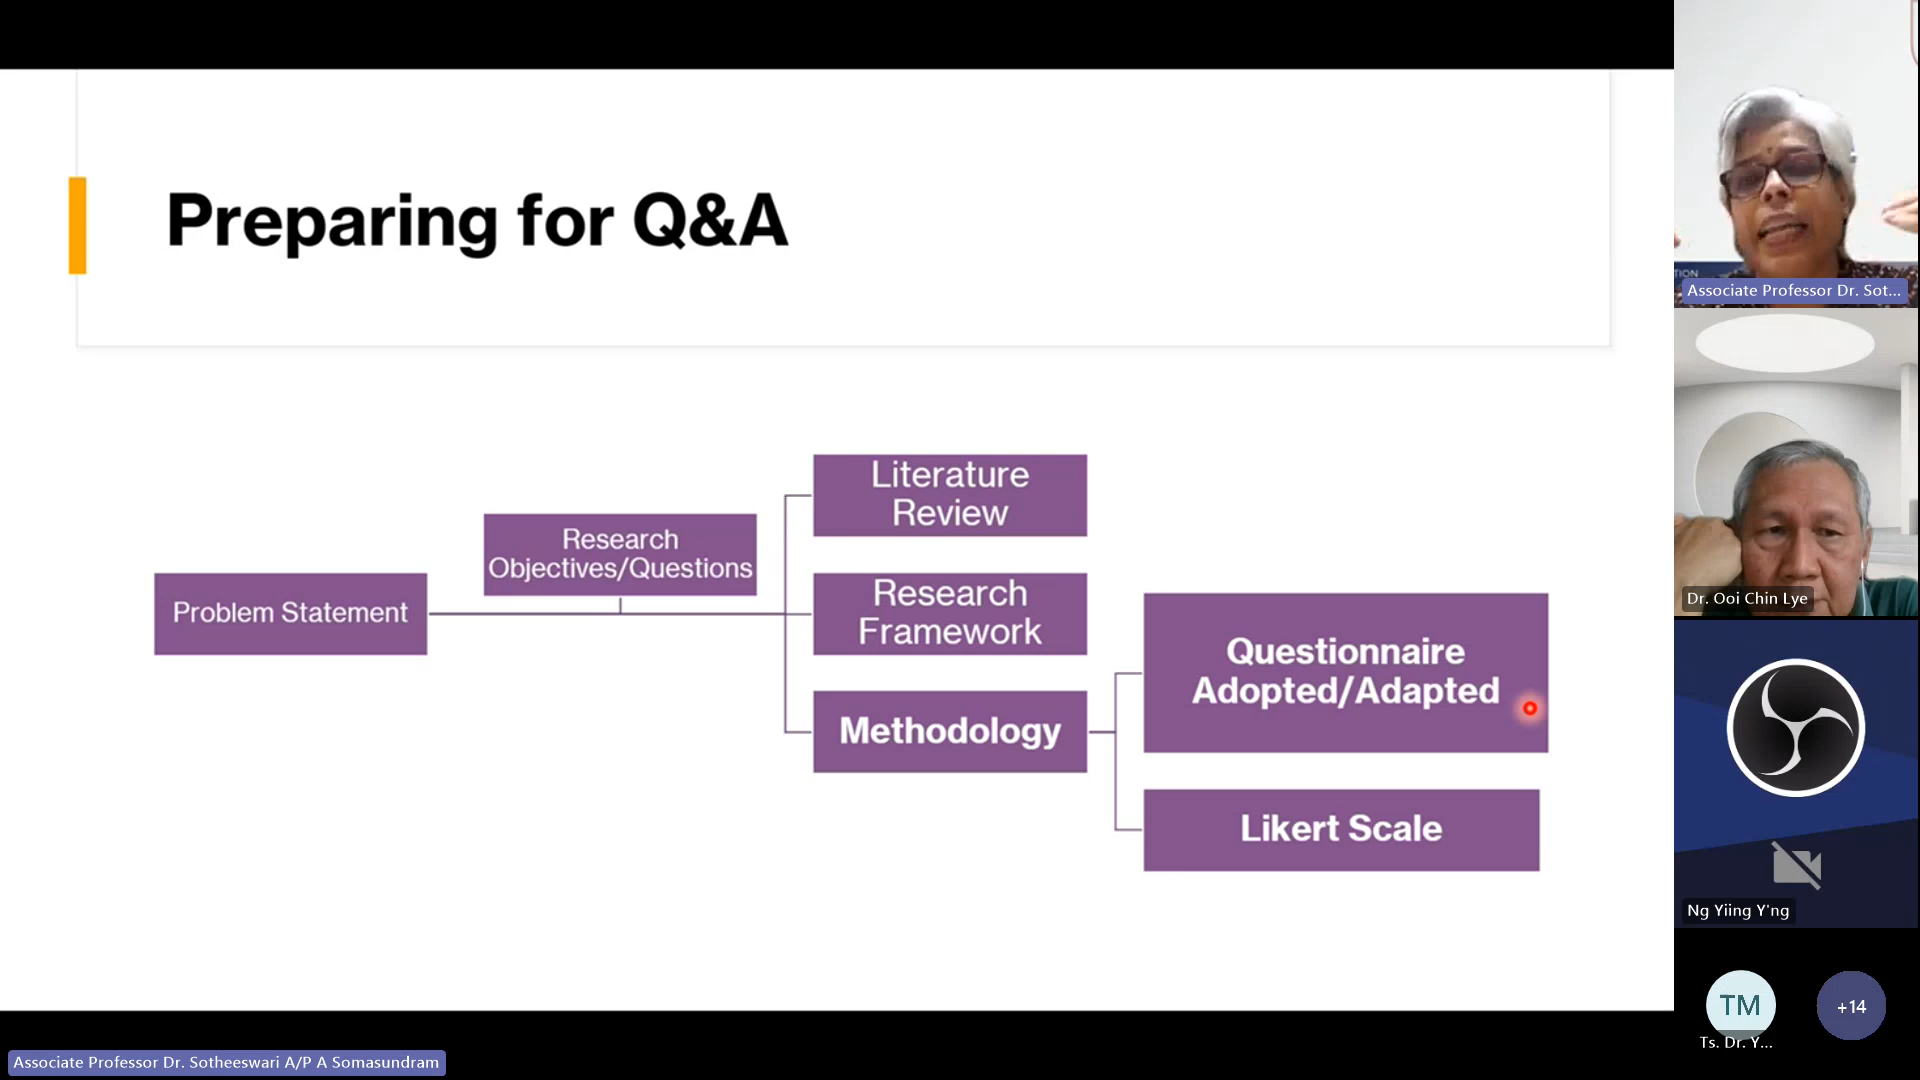 Preparing for Q&A
Problem Statement
Research
Objectives/Questions
Literature
Review
Research
Framework
Methodology
Questionnaire
Adopted/Adapted
Likert Scale
TION
Associate Professor Dr. Sot...
Dr. Ooi Chin Lye
Ng Yiing Y'ng
TM
+14
Ts. Dr. Y...
Associate Professor Dr. Sotheeswari A/P A Somasundram